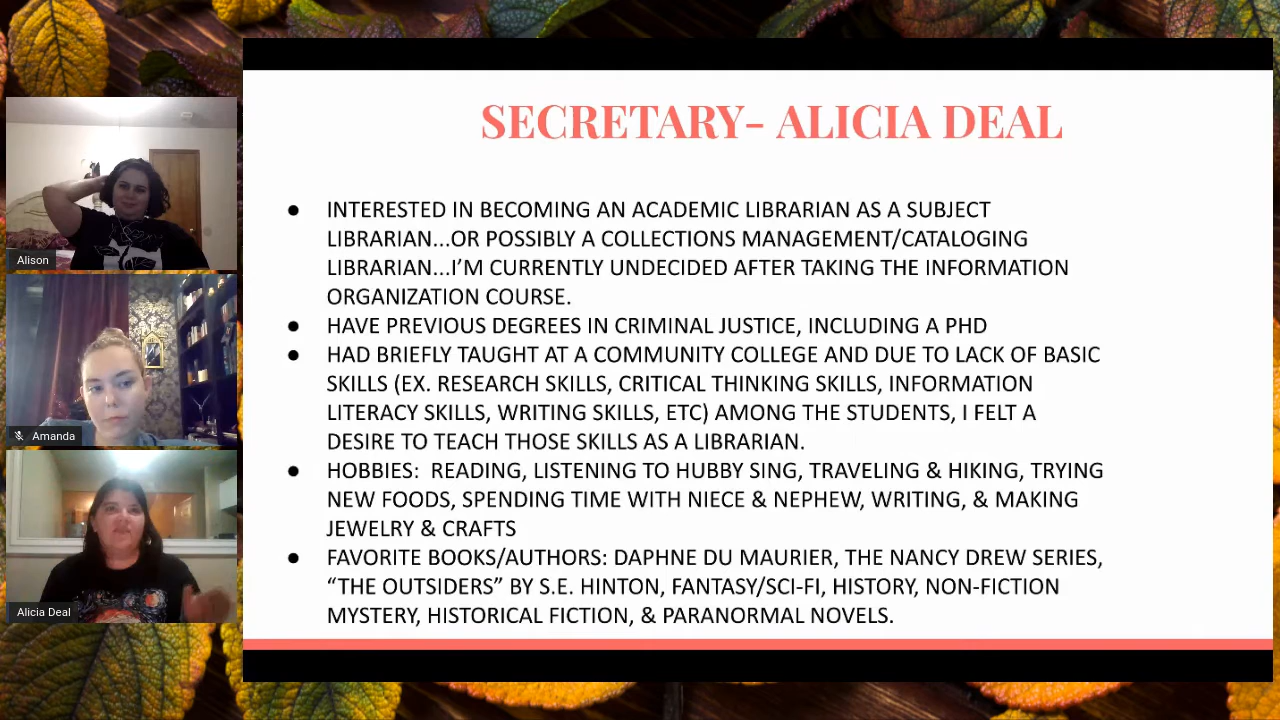 SECRETARY- ALICIA DEAL
● INTERESTED IN BECOMING AN ACADEMIC LIBRARIAN AS A SUBJECT
LIBRARIAN...OR POSSIBLY A COLLECTIONS MANAGEMENT/CATALOGING
LIBRARIAN...I'M CURRENTLY UNDECIDED AFTER TAKING THE INFORMATION
ORGANIZATION COURSE.
● HAVE PREVIOUS DEGREES IN CRIMINAL JUSTICE, INCLUDING A PHD
● HAD BRIEFLY TAUGHT AT A COMMUNITY COLLEGE AND DUE TO LACK OF BASIC
SKILLS (EX. RESEARCH SKILLS, CRITICAL THINKING SKILLS, INFORMATION
LITERACY SKILLS, WRITING SKILLS, ETC) AMONG THE STUDENTS, I FELT A
DESIRE TO TEACH THOSE SKILLS AS A LIBRARIAN.
● HOBBIES:  READING, LISTENING TO HUBBY SING, TRAVELING & HIKING, TRYING
NEW FOODS, SPENDING TIME WITH NIECE & NEPHEW, WRITING, & MAKING
JEWELRY & CRAFTS
● FAVORITE BOOKS/AUTHORS: DAPHNE DU MAURIER, THE NANCY DREW SERIES,
“THE OUTSIDERS” BY S.E. HINTON, FANTASY/SCI-FI, HISTORY, NON-FICTION
MYSTERY, HISTORICAL FICTION, & PARANORMAL NOVELS.
Alison
Amanda
Alicia Deal